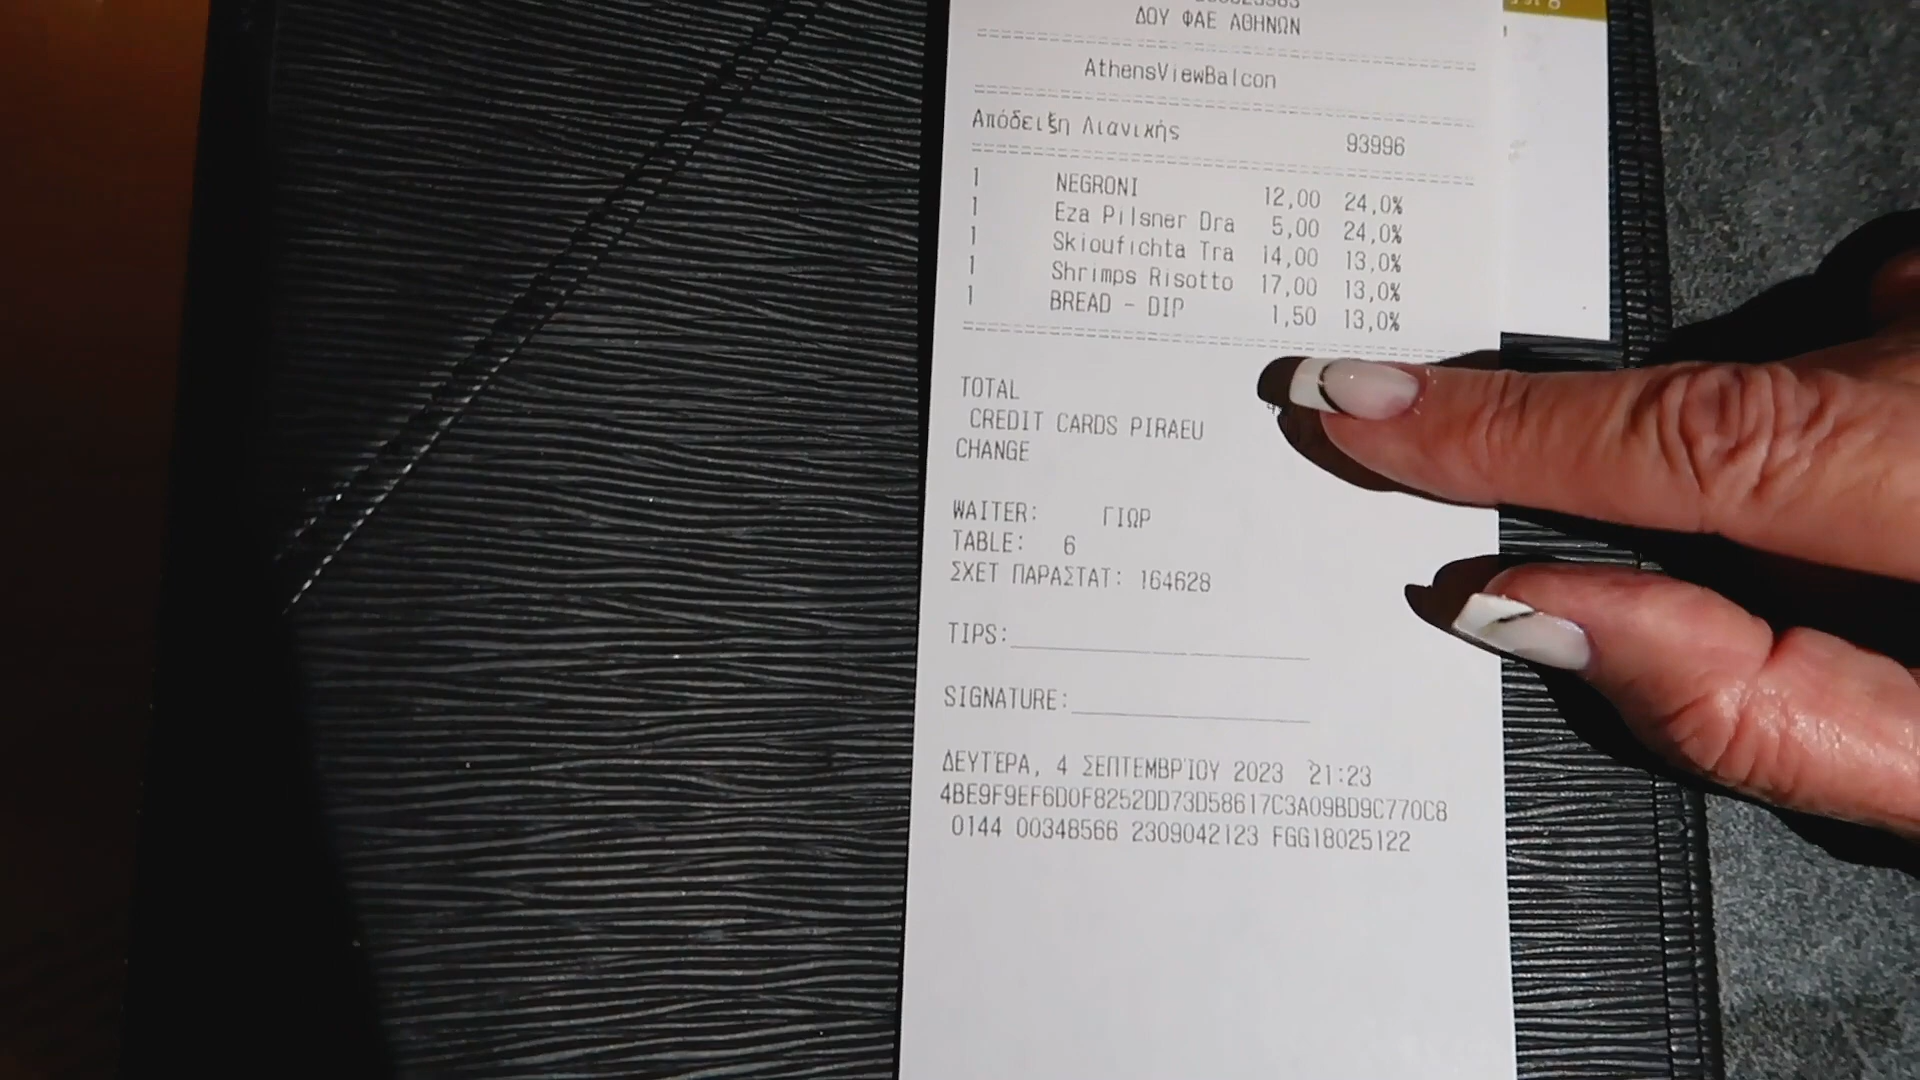 ΔΟΥ ΦΑΕ ΑΘΗΝΩΝ
AthensViewBalcon
Απόδειξη Λιανικής 93996
1 NEGRONI 12,00 24,0%
1 Eza Pilsner Dra 5,00 24,0%
1 Skioufichta Tra 14,00 13,0%
1 Shrimps Risotto 17,00 13,0%
1 BREAD - DIP 1,50 13,0%
TOTAL
CREDIT CARDS PIRAEU
CHANGE
WAITER: ΓΙΩΡ
TABLE: 6
ΣΧΕΤ ΠΑΡΑΣΤΑΤ: 164628
TIPS:
SIGNATURE:
ΔΕΥΤΈΡΑ, 4 ΣΕΠΤΕΜΒΡΊΟΥ 2023 21:23
4BE9F9EF6D0F8252DD73D58617C3A09BD9C770C8
0144 00348566 2309042123 FGG18025122